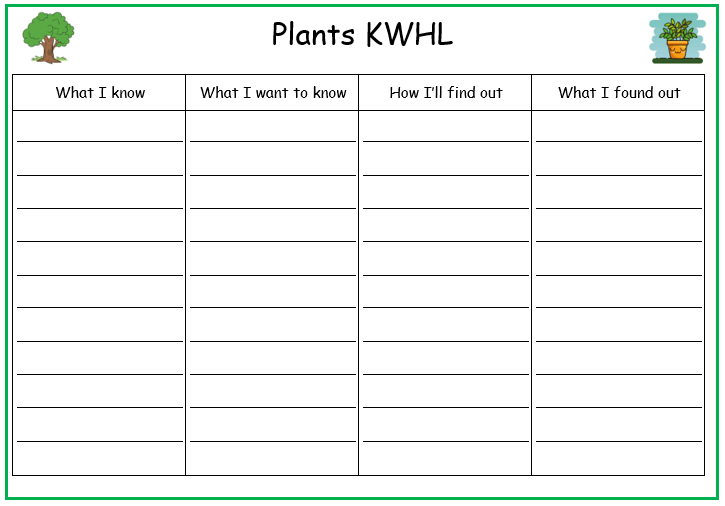 Plants KWHL
What I know
What I want to know
How I'll find out
What I found out